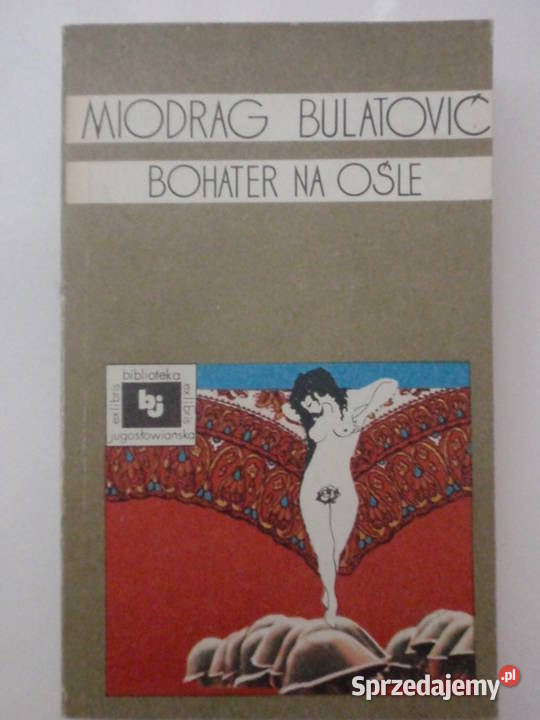 MIODRAG BULATOVIĆ
BOHATER NA OŚLE
biblioteka
exlibris
bj
exlibris
jugosłowiańska
Sprzedajemy.pl